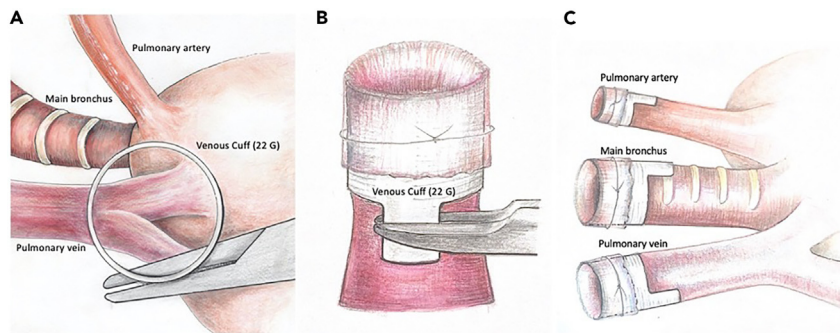 A
Pulmonary artery
Main bronchus
Venous Cuff (22 G)
Pulmonary vein
B
Venous Cuff (22 G)
C
Pulmonary artery
Main bronchus
Pulmonary vein